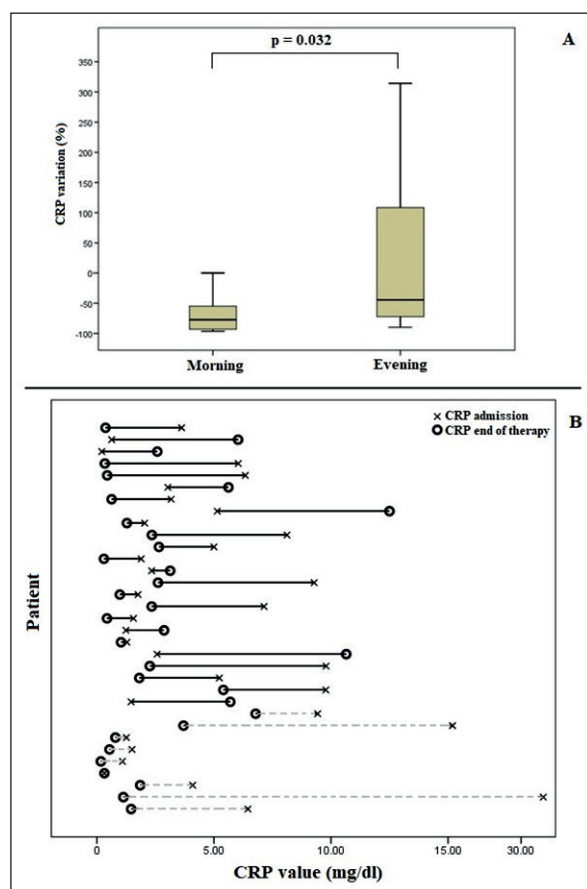 A
p = 0.032
CRP variation (%)
350
300
250
200
150
100
50
0
-50
-100
Morning
Evening
B
CRP admission
CRP end of therapy
Patient
0
5.00
10.00
15.00
30.00
CRP value (mg/dl)